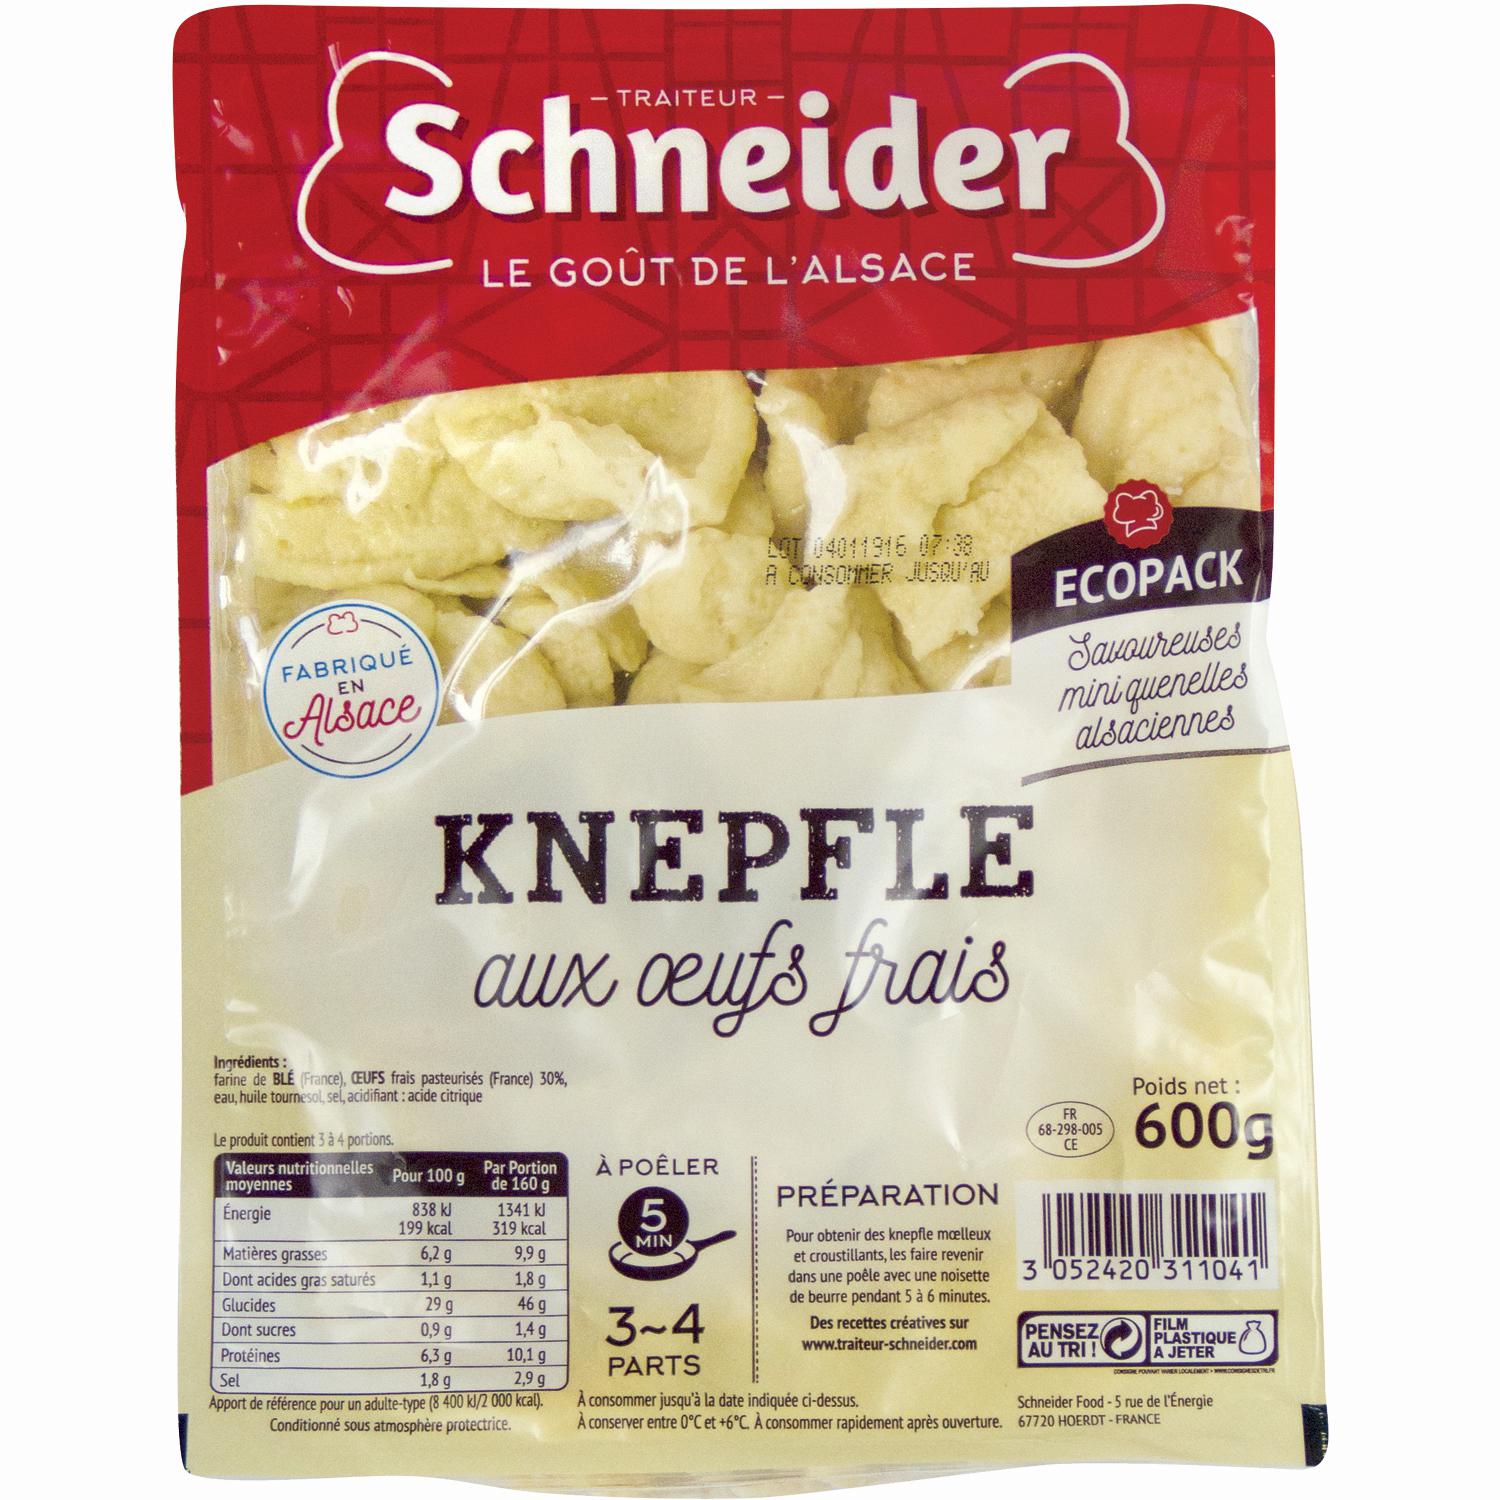 – TRAITEUR –
Schneider
LE GOÛT DE L'ALSACE
LOT 04011916 07:38
A CONSOMMER JUSQU'AU
ECOPACK
Savoureuses
mini quenelles
alsaciennes
FABRIQUÉ
EN
Alsace
KNEPFLE
aux œufs frais
Ingrédients :
farine de BLÉ (France), ŒUFS frais pasteurisés (France) 30%,
eau, huile tournesol, sel, acidifiant : acide citrique
Le produit contient 3 à 4 portions.
Valeurs nutritionnelles moyennes Pour 100 g Par Portion de 160 g
Énergie 838 kJ 1341 kJ
199 kcal 319 kcal
Matières grasses 6,2 g 9,9 g
Dont acides gras saturés 1,1 g 1,8 g
Glucides 29 g 46 g
Dont sucres 0,9 g 1,4 g
Protéines 6,3 g 10,1 g
Sel 1,8 g 2,9 g
Apport de référence pour un adulte-type (8 400 kJ/2 000 kcal).
Conditionné sous atmosphère protectrice.
À POÊLER
5
MIN
3~4
PARTS
PRÉPARATION
Pour obtenir des knepfle mœlleux
et croustillants, les faire revenir
dans une poêle avec une noisette
de beurre pendant 5 à 6 minutes.
Des recettes créatives sur
www.traiteur-schneider.com
À consommer jusqu'à la date indiquée ci-dessus.
À conserver entre 0°C et +6°C. À consommer rapidement après ouverture.
Poids net :
600g
FR
68-298-005
CE
3 052420 311041
PENSEZ
AU TRI !
FILM
PLASTIQUE
À JETER
CONSIGNE POUVANT VARIER LOCALEMENT • WWW.CONSIGNESDETRI.FR
Schneider Food - 5 rue de l'Énergie
67720 HOERDT - FRANCE